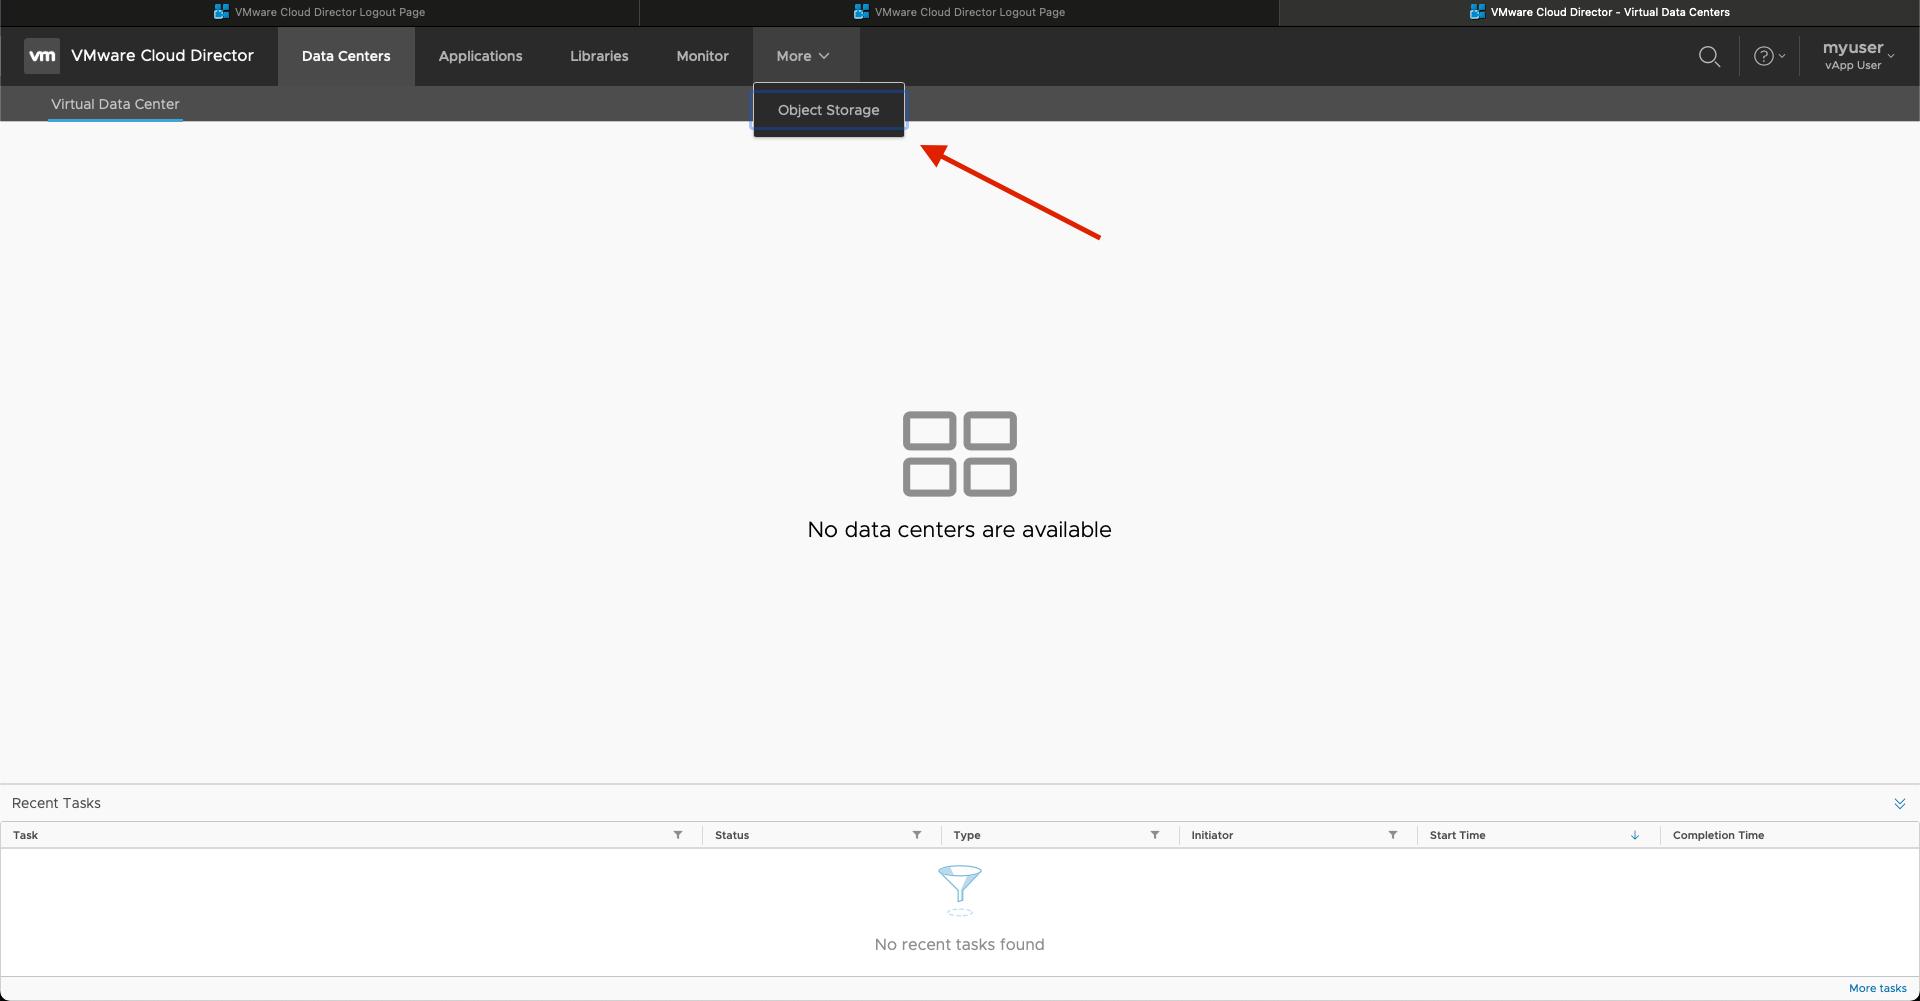 VMware Cloud Director Logout Page
VMware Cloud Director Logout Page
VMware Cloud Director - Virtual Data Centers
vm VMware Cloud Director
Data Centers
Applications
Libraries
Monitor
More
?
myuser
vApp User
Virtual Data Center
Object Storage
No data centers are available
Recent Tasks
Task
Status
Type
Initiator
Start Time
Completion Time
No recent tasks found
More tasks